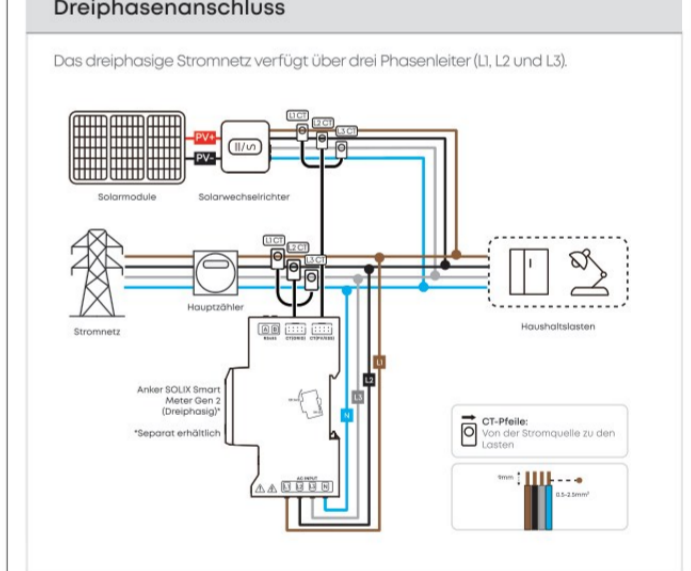 Dreiphasenanschluss
Das dreiphasige Stromnetz verfügt über drei Phasenleiter (L1, L2 und L3).
L1 CT
L2 CT
L3 CT
PV+
PV-
Solarmodule
Solarwechselrichter
L1 CT
L2 CT
L3 CT
Stromnetz
Hauptzähler
Haushaltslasten
A B
L1
L2
L3
N
Anker SOLIX Smart
Meter Gen 2
(Dreiphasig)*
*Separat erhältlich
AC INPUT
L1 L2 L3 N
CT-Pfeile:
Von der Stromquelle zu den
Lasten
9mm
0.5-2.5mm²